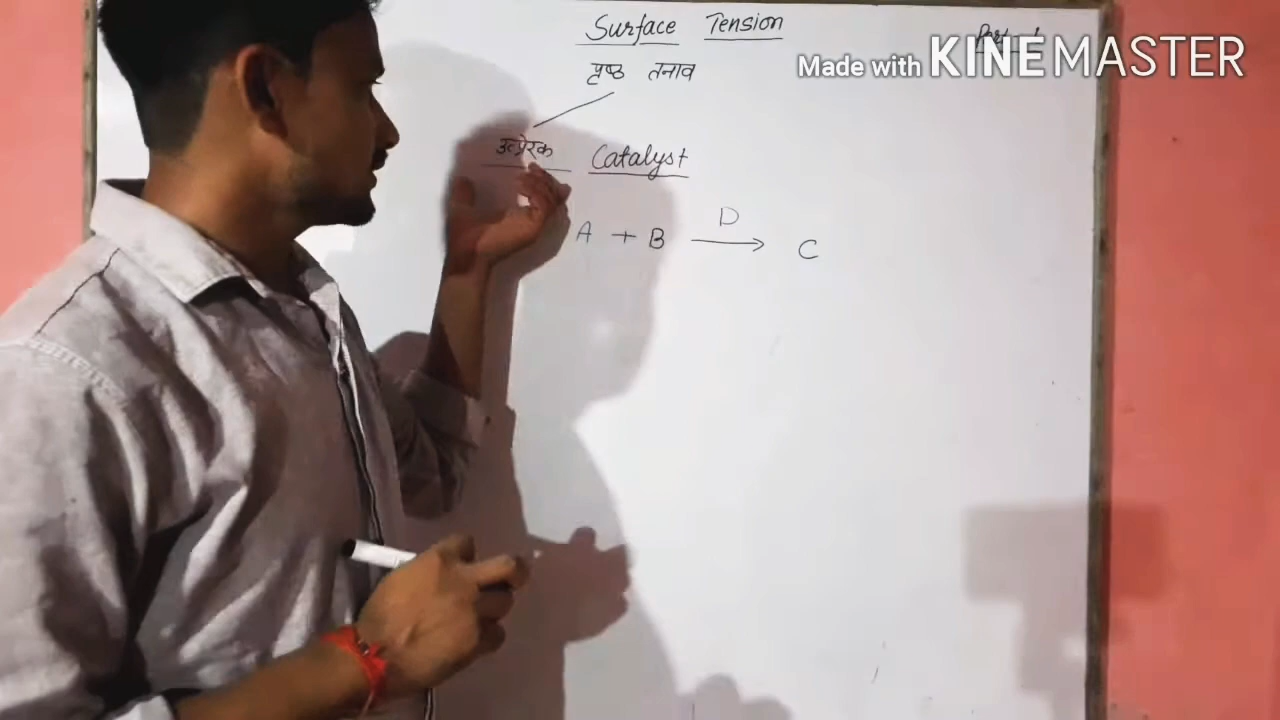 Surface Tension
Made with KINEMASTER
पृष्ठ तनाव
उत्प्रेरक Catalyst
D
A + B → C